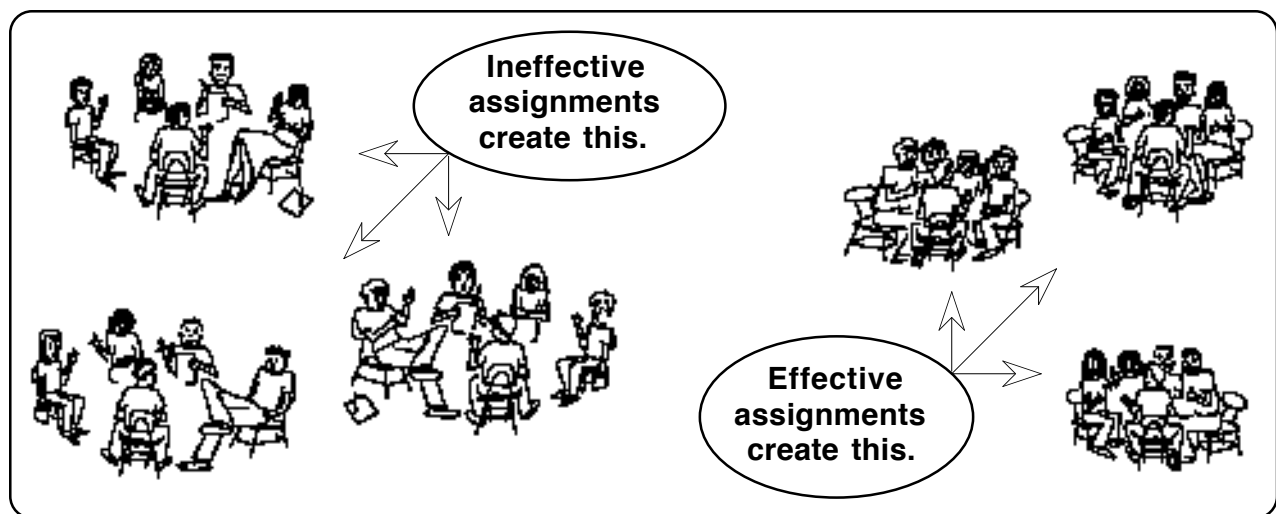 Ineffective
assignments
create this.
Effective
assignments
create this.